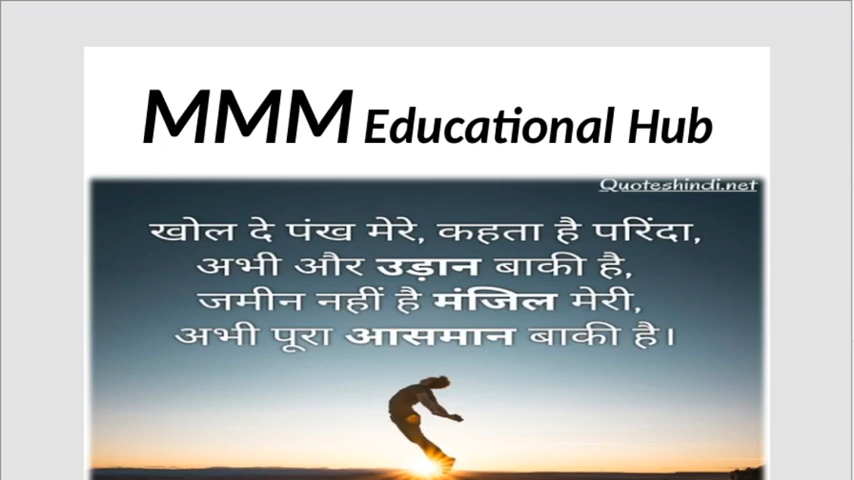 MMM Educational Hub
Quoteshindi.net
खोल दे पंख मेरे, कहता है परिंदा,
अभी और उड़ान बाकी है,
जमीन नहीं है मंजिल मेरी,
अभी पूरा आसमान बाकी है।